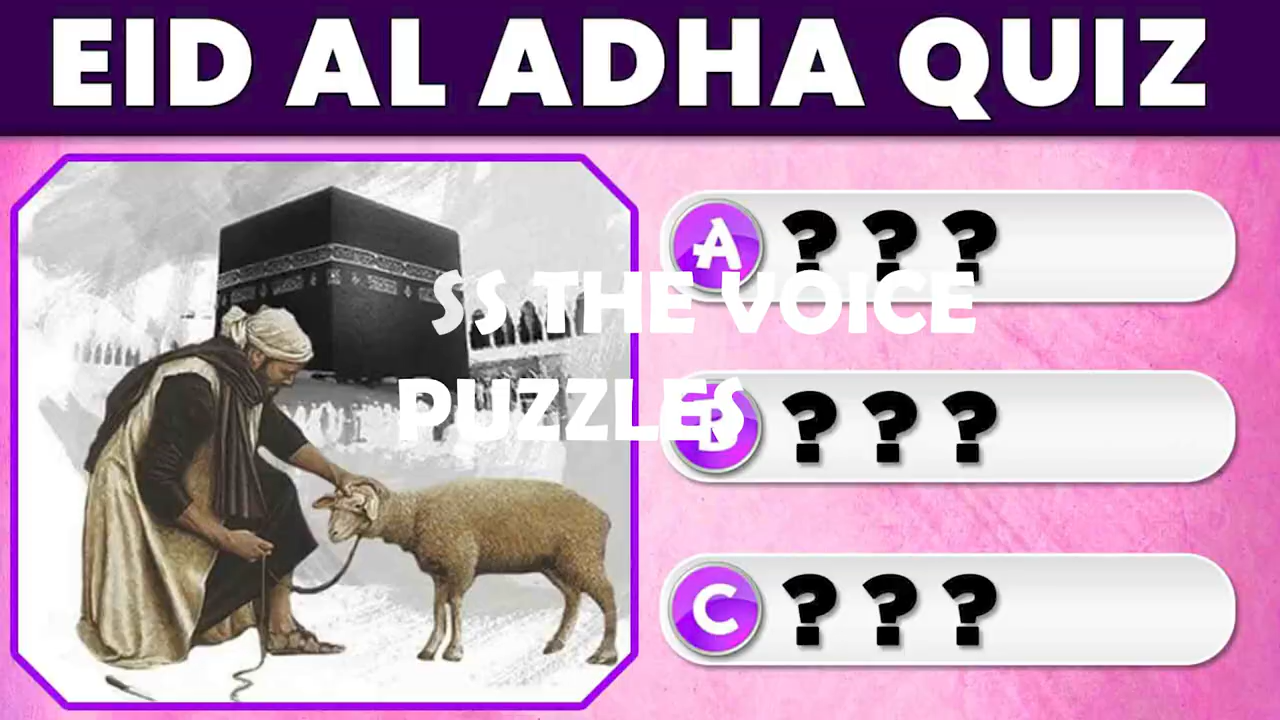 EID AL ADHA QUIZ
A ? ? ?
SS THE VOICE
PUZZLES
B ? ? ?
C ? ? ?